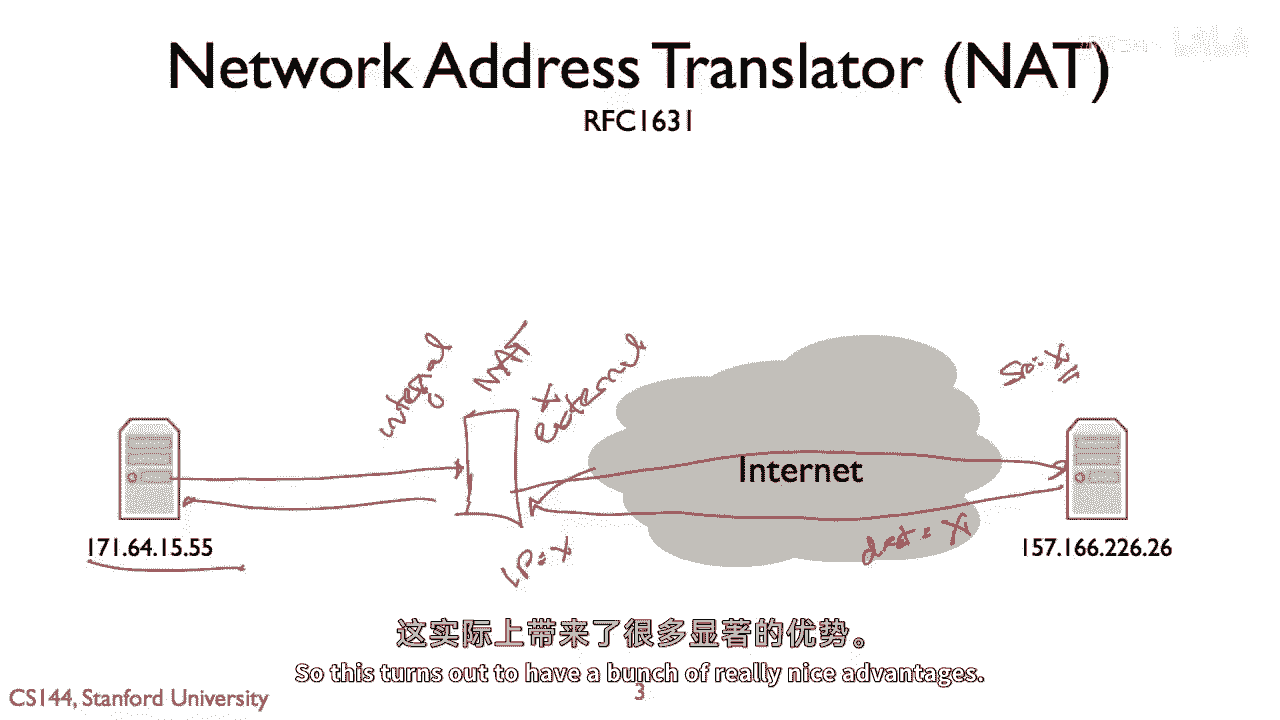 Network Address Translator (NAT)
RFC1631
internal
NAT
X
external
Src: X
Internet
171.64.15.55
IP = X
dest = X
157.166.226.26
这实际上带来了很多显著的优势。
So this turns out to have a bunch of really nice advantages.
CS144, Stanford University
3